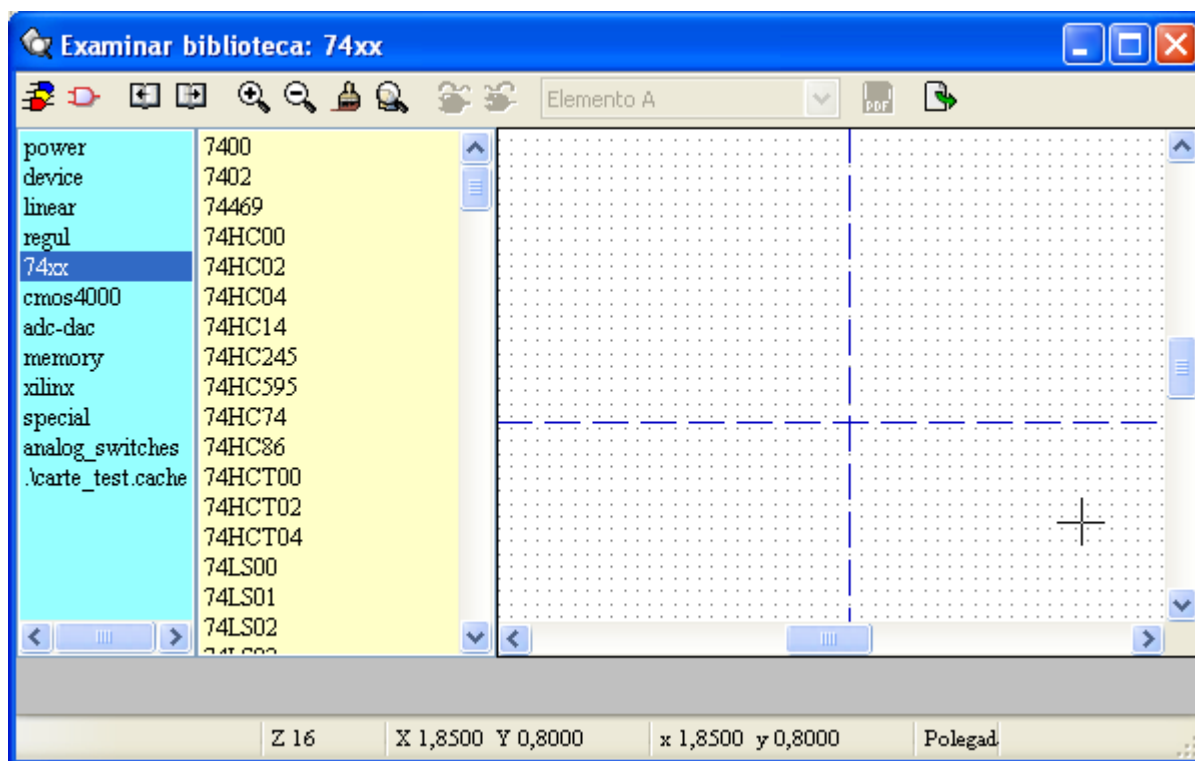 Examinar biblioteca: 74xx
Elemento A
PDF
power
device
linear
regul
74xx
cmos4000
adc-dac
memory
xilinx
special
analog_switches
.\carte_test.cache
7400
7402
74469
74HC00
74HC02
74HC04
74HC14
74HC245
74HC595
74HC74
74HC86
74HCT00
74HCT02
74HCT04
74LS00
74LS01
74LS02
Z 16 X 1,8500 Y 0,8000 x 1,8500 y 0,8000 Polegad